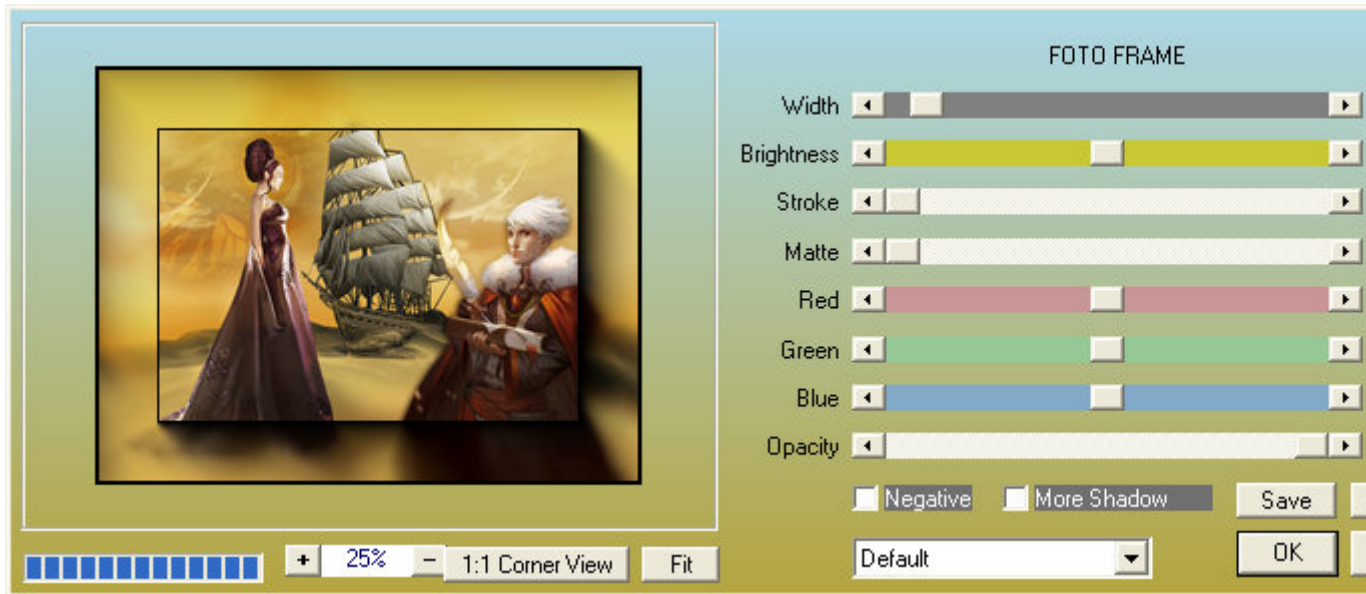 FOTO FRAME
Width
Brightness
Stroke
Matte
Red
Green
Blue
Opacity
Negative More Shadow Save
+ 25% − 1:1 Corner View Fit Default OK